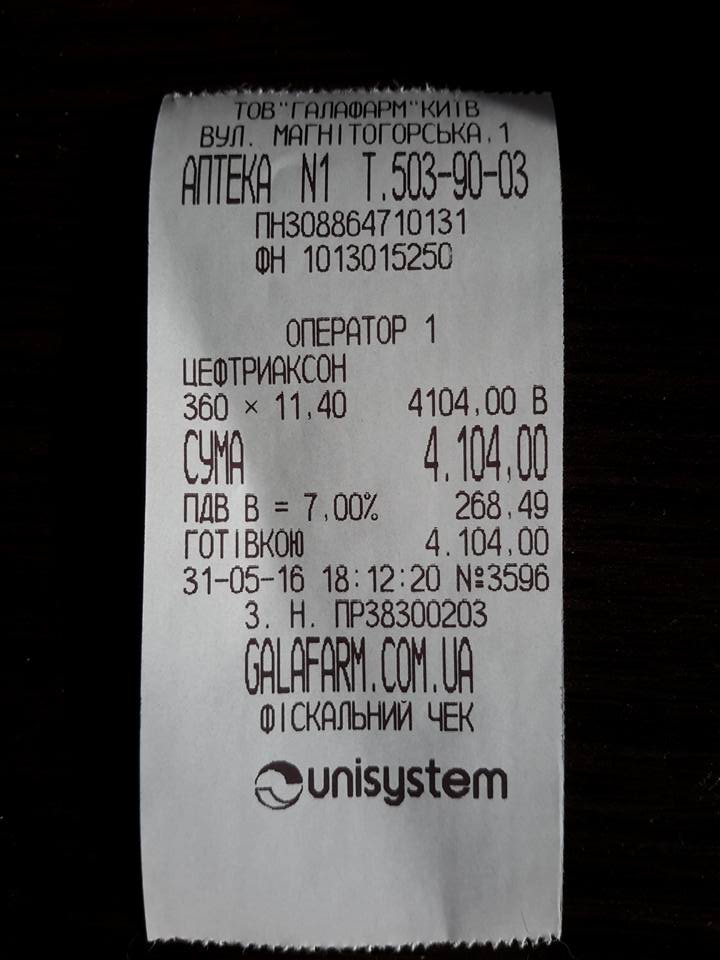 ТОВ"ГАЛАФАРМ"КИЇВ
ВУЛ. МАГНІТОГОРСЬКА,1
АПТЕКА N1 Т.503-90-03
ПН308864710131
ФН 1013015250
ОПЕРАТОР 1
ЦЕФТРИАКСОН
360 × 11,40 4104,00 В
СУМА 4.104,00
ПДВ В = 7,00% 268,49
ГОТІВКОЮ 4.104,00
31-05-16 18:12:20 №3596
З. Н. ПР38300203
GALAFARM.COM.UA
ФІСКАЛЬНИЙ ЧЕК
unisystem